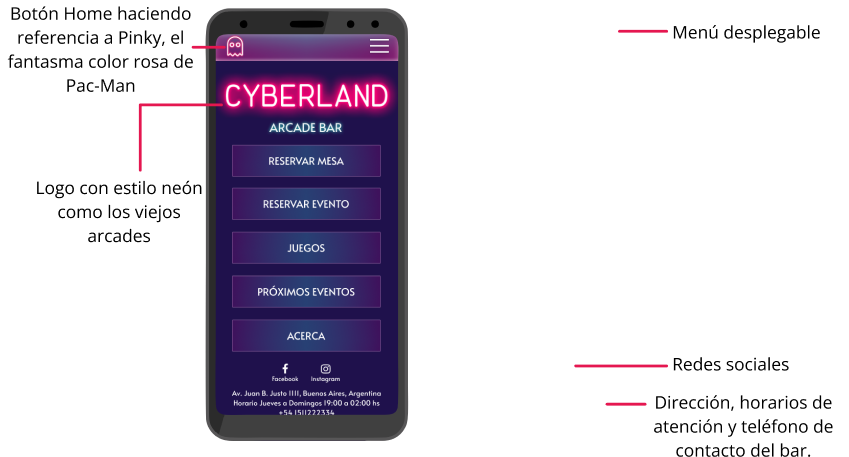 Botón Home haciendo
referencia a Pinky, el
fantasma color rosa de
Pac-Man
Menú desplegable
CYBERLAND
ARCADE BAR
Logo con estilo neón
como los viejos
arcades
RESERVAR MESA
RESERVAR EVENTO
JUEGOS
PRÓXIMOS EVENTOS
ACERCA
Facebook Instagram
Av. Juan B. Justo 1111, Buenos Aires, Argentina
Horario Jueves a Domingos 19:00 a 02:00 hs
+54 1511222334
Redes sociales
Dirección, horarios de
atención y teléfono de
contacto del bar.